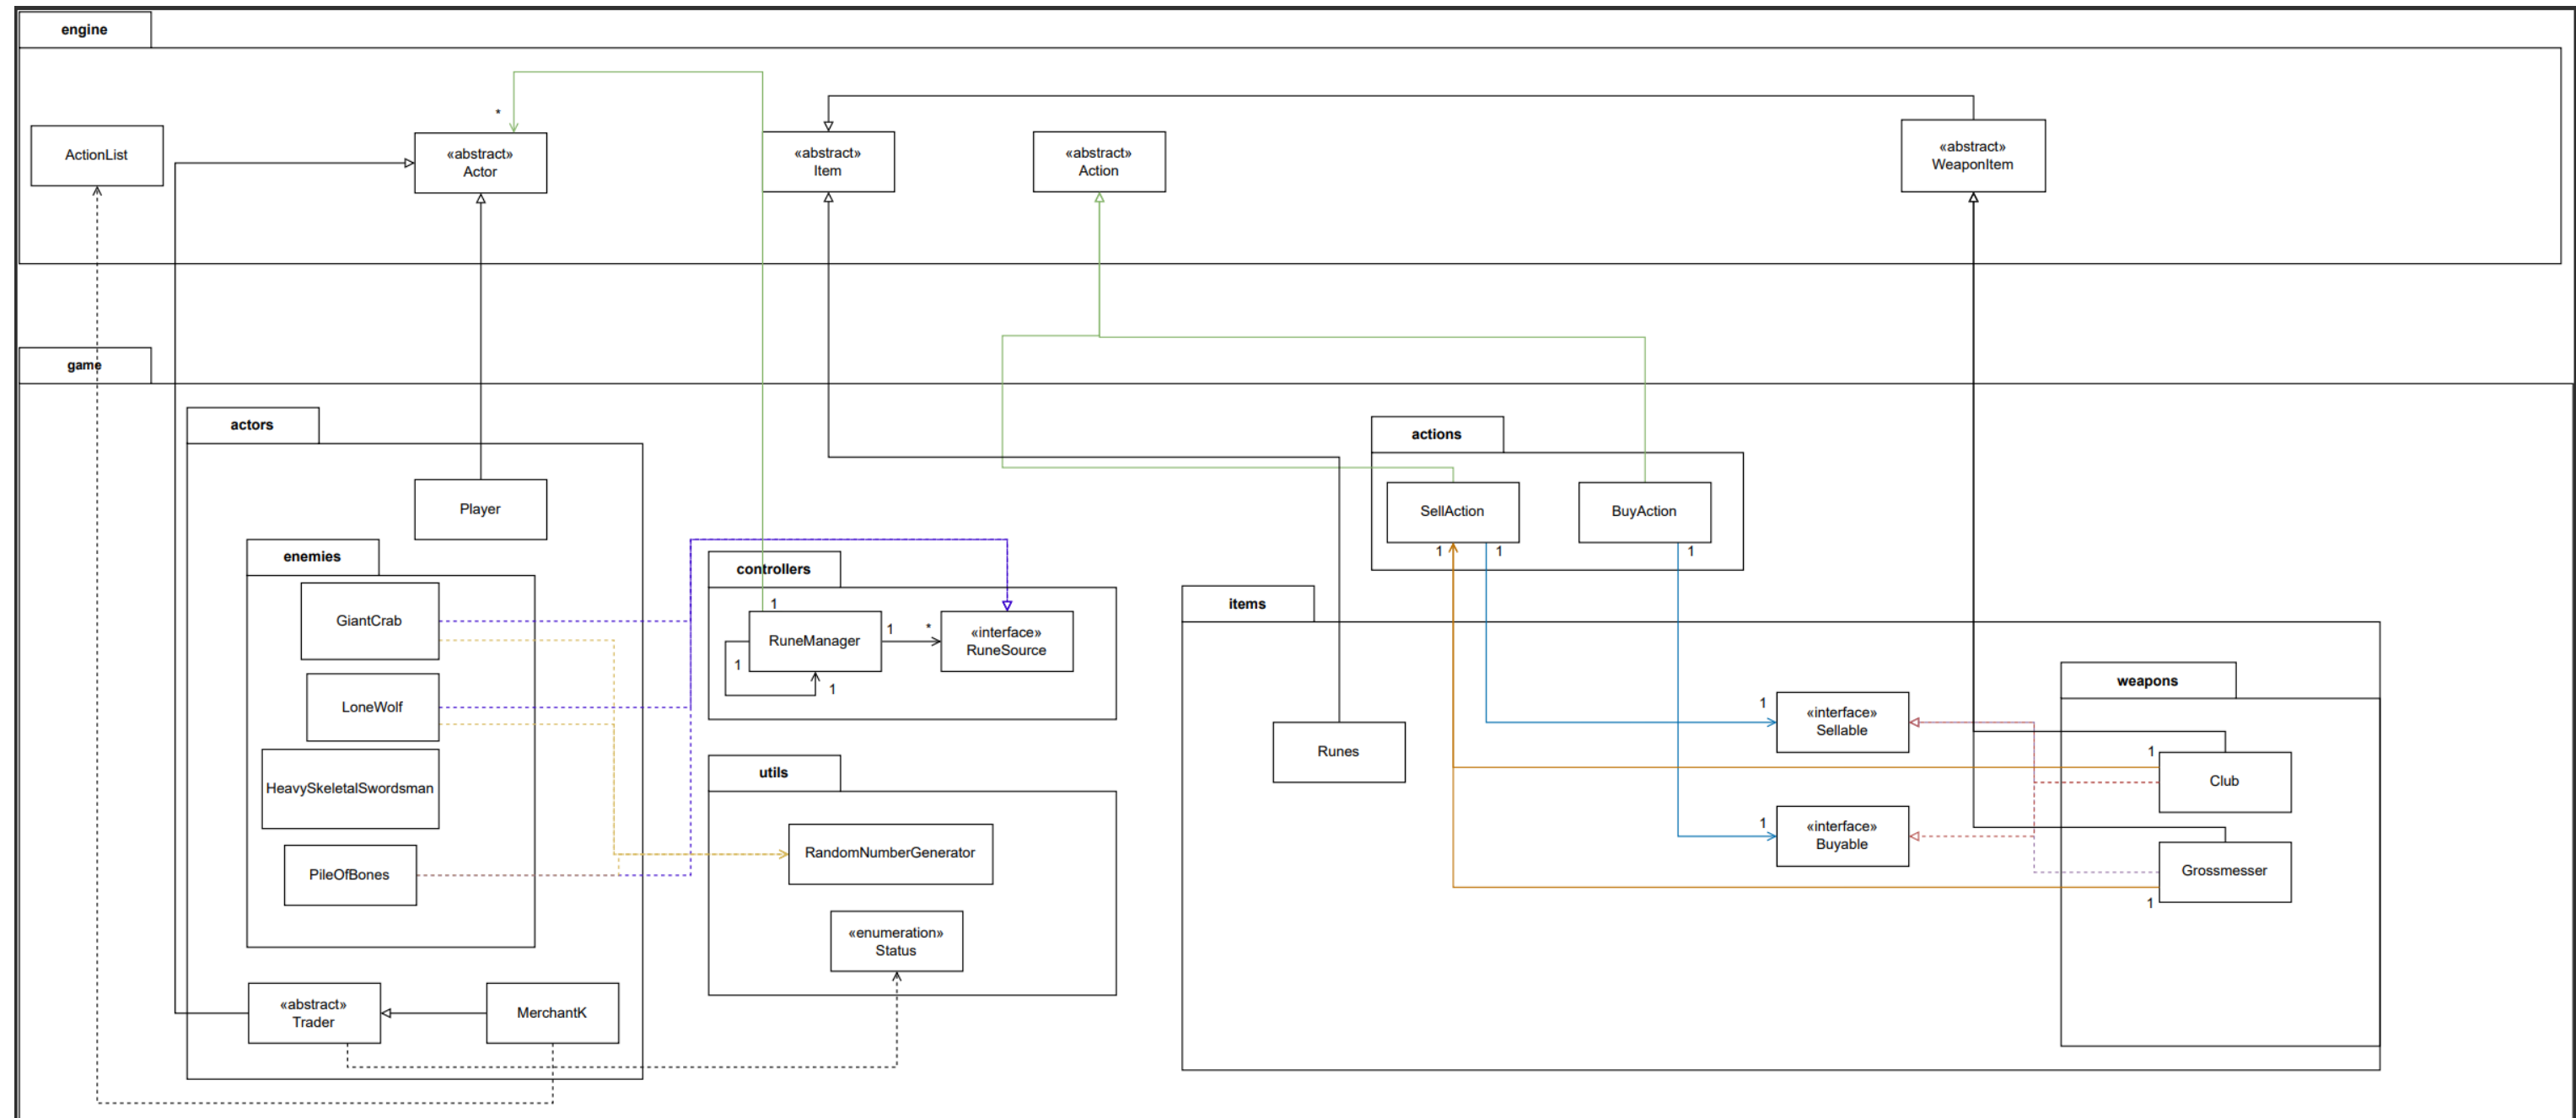 engine
*
ActionList
«abstract»
Actor
«abstract»
Item
«abstract»
Action
«abstract»
WeaponItem
game
actors
Player
enemies
GiantCrab
LoneWolf
HeavySkeletalSwordsman
PileOfBones
«abstract»
Trader
MerchantK
controllers
1
RuneManager
1
*
1
1
«interface»
RuneSource
utils
RandomNumberGenerator
«enumeration»
Status
actions
SellAction
BuyAction
1
1
1
items
Runes
1
«interface»
Sellable
1
«interface»
Buyable
weapons
1
Club
Grossmesser
1